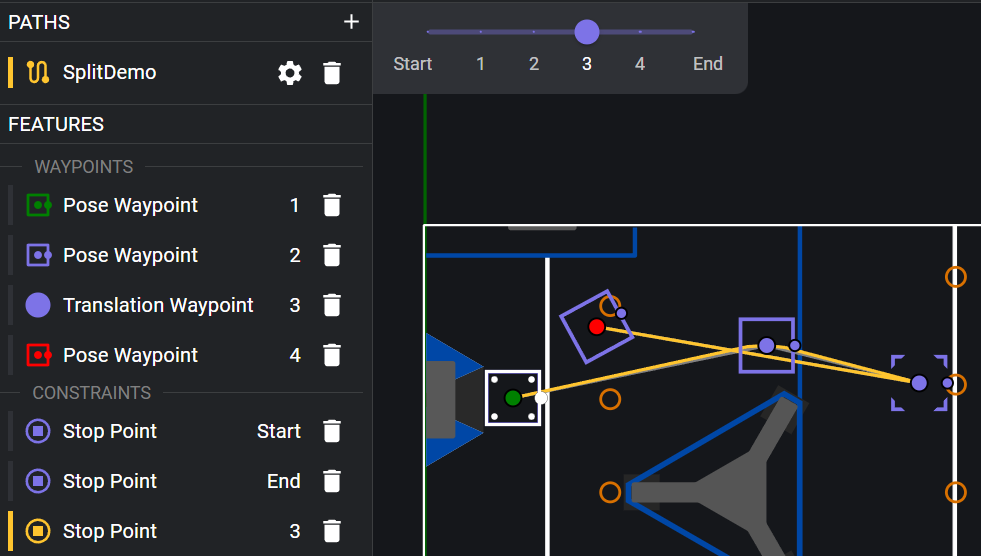 PATHS +
SplitDemo
FEATURES
WAYPOINTS
Pose Waypoint 1
Pose Waypoint 2
Translation Waypoint 3
Pose Waypoint 4
CONSTRAINTS
Stop Point Start
Stop Point End
Stop Point 3
Start 1 2 3 4 End